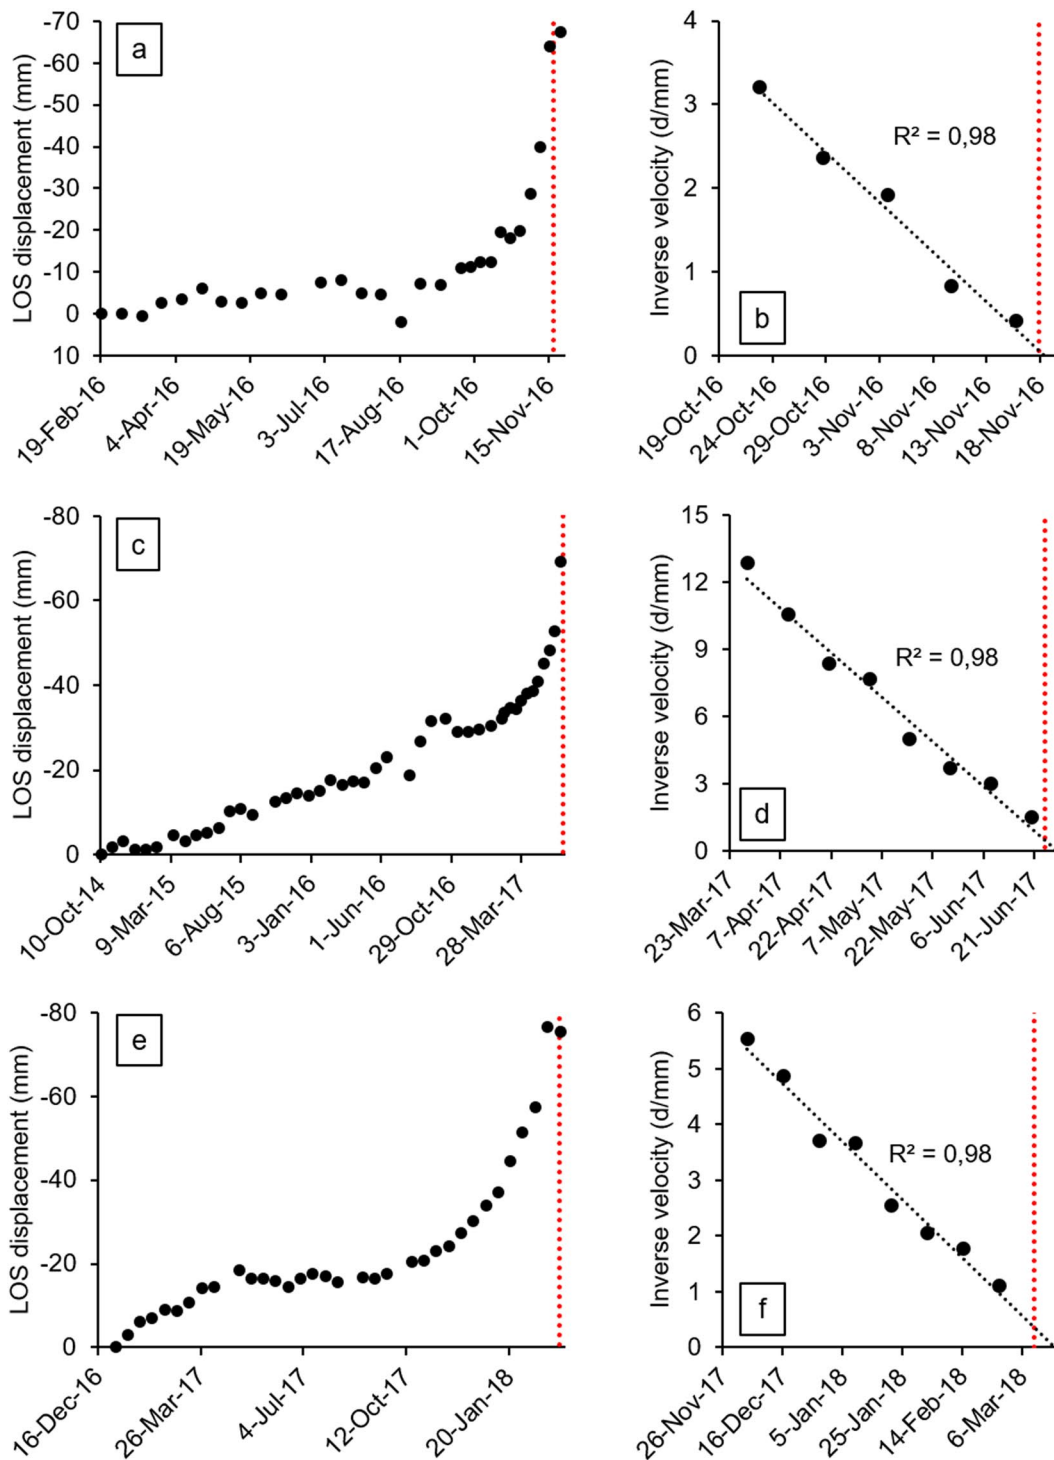 a
LOS displacement (mm)
-70
-60
-50
-40
-30
-20
-10
0
10
19-Feb-16
4-Apr-16
19-May-16
3-Jul-16
17-Aug-16
1-Oct-16
15-Nov-16
b
Inverse velocity (d/mm)
4
3
2
1
0
R² = 0,98
19-Oct-16
24-Oct-16
29-Oct-16
3-Nov-16
8-Nov-16
13-Nov-16
18-Nov-16
c
LOS displacement (mm)
-80
-60
-40
-20
0
10-Oct-14
9-Mar-15
6-Aug-15
3-Jan-16
1-Jun-16
29-Oct-16
28-Mar-17
d
Inverse velocity (d/mm)
15
12
9
6
3
0
R² = 0,98
23-Mar-17
7-Apr-17
22-Apr-17
7-May-17
22-May-17
6-Jun-17
21-Jun-17
e
LOS displacement (mm)
-80
-60
-40
-20
0
16-Dec-16
26-Mar-17
4-Jul-17
12-Oct-17
20-Jan-18
f
Inverse velocity (d/mm)
6
5
4
3
2
1
0
R² = 0,98
26-Nov-17
16-Dec-17
5-Jan-18
25-Jan-18
14-Feb-18
6-Mar-18